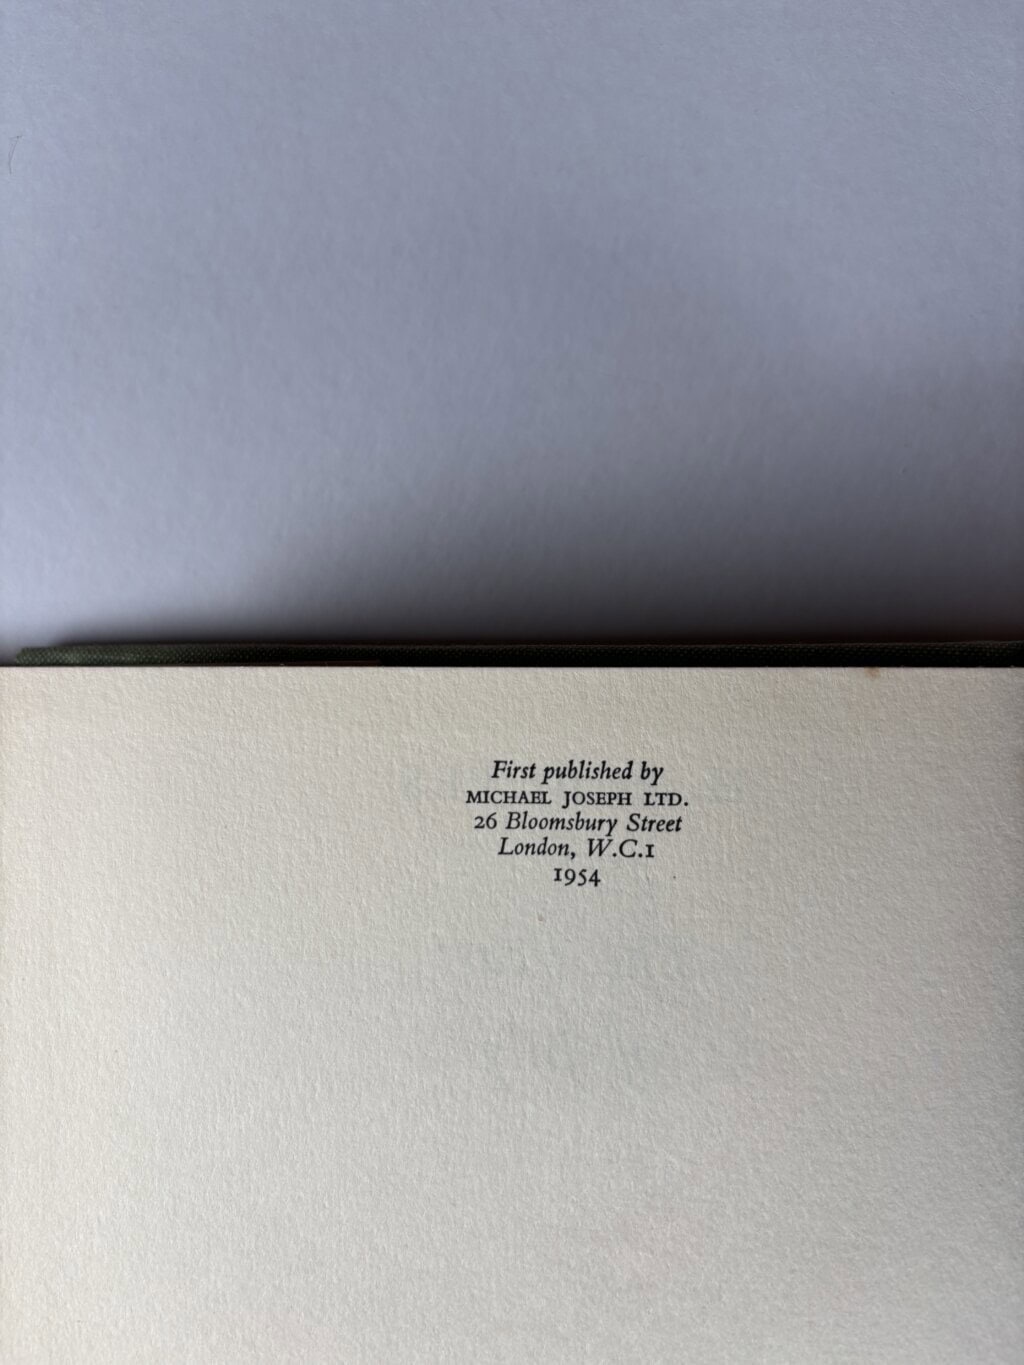 First published by
MICHAEL JOSEPH LTD.
26 Bloomsbury Street
London, W.C.1
1954